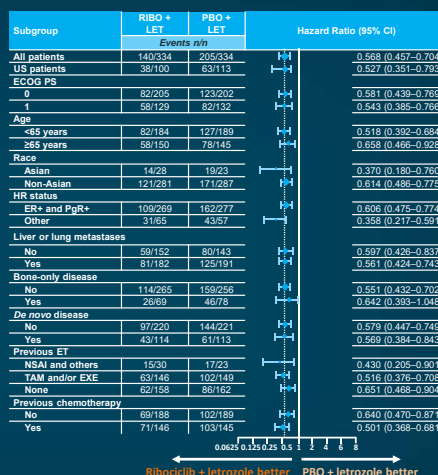 Subgroup RIBO + LET PBO + LET Hazard Ratio (95% CI)
Events n/n
All patients 140/334 205/334 0.568 (0.457–0.704
US patients 38/100 63/113 0.527 (0.351–0.793
ECOG PS
0 82/205 123/202 0.581 (0.439–0.769
1 58/129 82/132 0.543 (0.385–0.766
Age
<65 years 82/184 127/189 0.518 (0.392–0.684
≥65 years 58/150 78/145 0.658 (0.466–0.928
Race
Asian 14/28 19/23 0.370 (0.180–0.760
Non-Asian 121/281 171/287 0.614 (0.486–0.775
HR status
ER+ and PgR+ 109/269 162/277 0.606 (0.475–0.774
Other 31/65 43/57 0.358 (0.217–0.591
Liver or lung metastases
No 59/152 80/143 0.597 (0.426–0.837
Yes 81/182 125/191 0.561 (0.424–0.743
Bone-only disease
No 114/265 159/256 0.551 (0.432–0.702
Yes 26/69 46/78 0.642 (0.393–1.048
De novo disease
No 97/220 144/221 0.579 (0.447–0.749
Yes 43/114 61/113 0.569 (0.384–0.843
Previous ET
NSAI and others 15/30 17/23 0.430 (0.205–0.901
TAM and/or EXE 63/146 102/149 0.516 (0.376–0.708
None 62/158 86/162 0.651 (0.468–0.904
Previous chemotherapy
No 69/188 102/189 0.640 (0.470–0.871
Yes 71/146 103/145 0.501 (0.368–0.681
0.0625 0.125 0.25 0.5 1 2 4 6 8
Ribociclib + letrozole better PBO + letrozole better